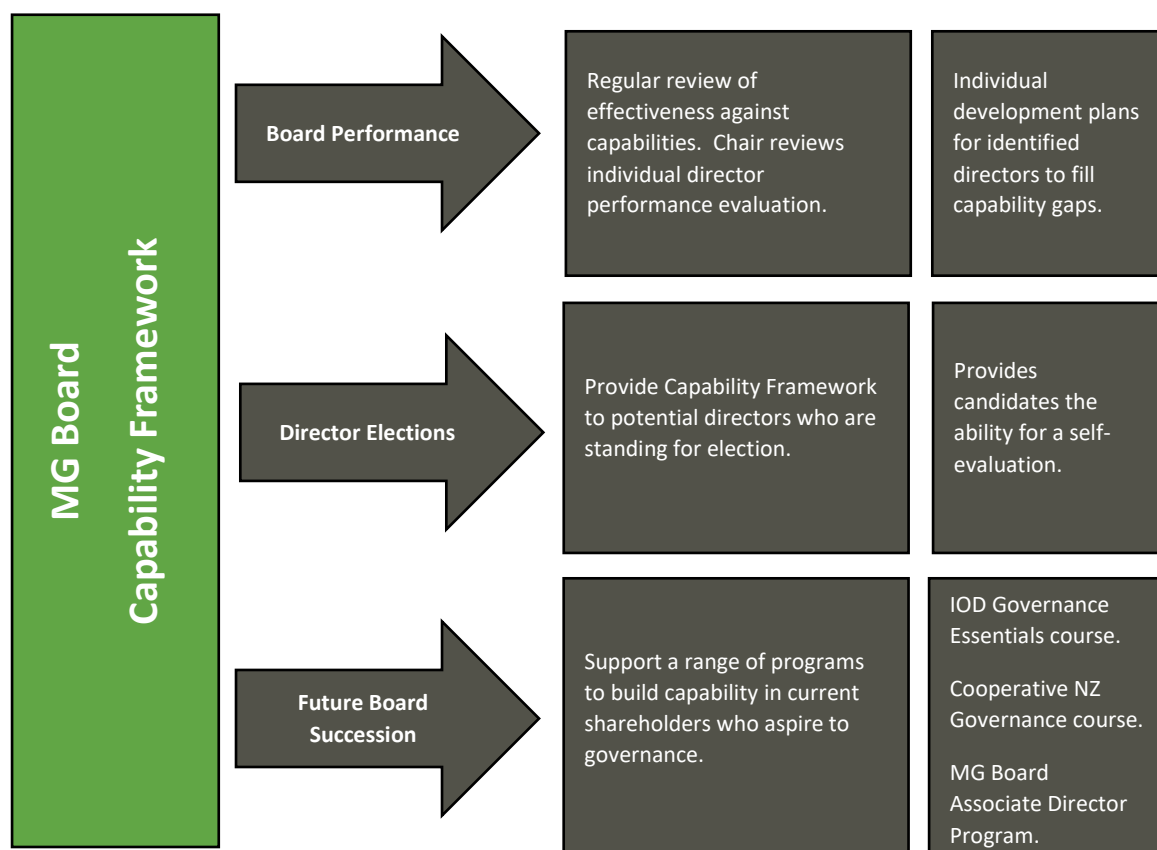 MG Board
Capability Framework
Board Performance
Regular review of
effectiveness against
capabilities.  Chair reviews
individual director
performance evaluation.
Individual
development plans
for identified
directors to fill
capability gaps.
Director Elections
Provide Capability Framework
to potential directors who are
standing for election.
Provides
candidates the
ability for a self-
evaluation.
Future Board
Succession
Support a range of programs
to build capability in current
shareholders who aspire to
governance.
IOD Governance
Essentials course.
Cooperative NZ
Governance course.
MG Board
Associate Director
Program.